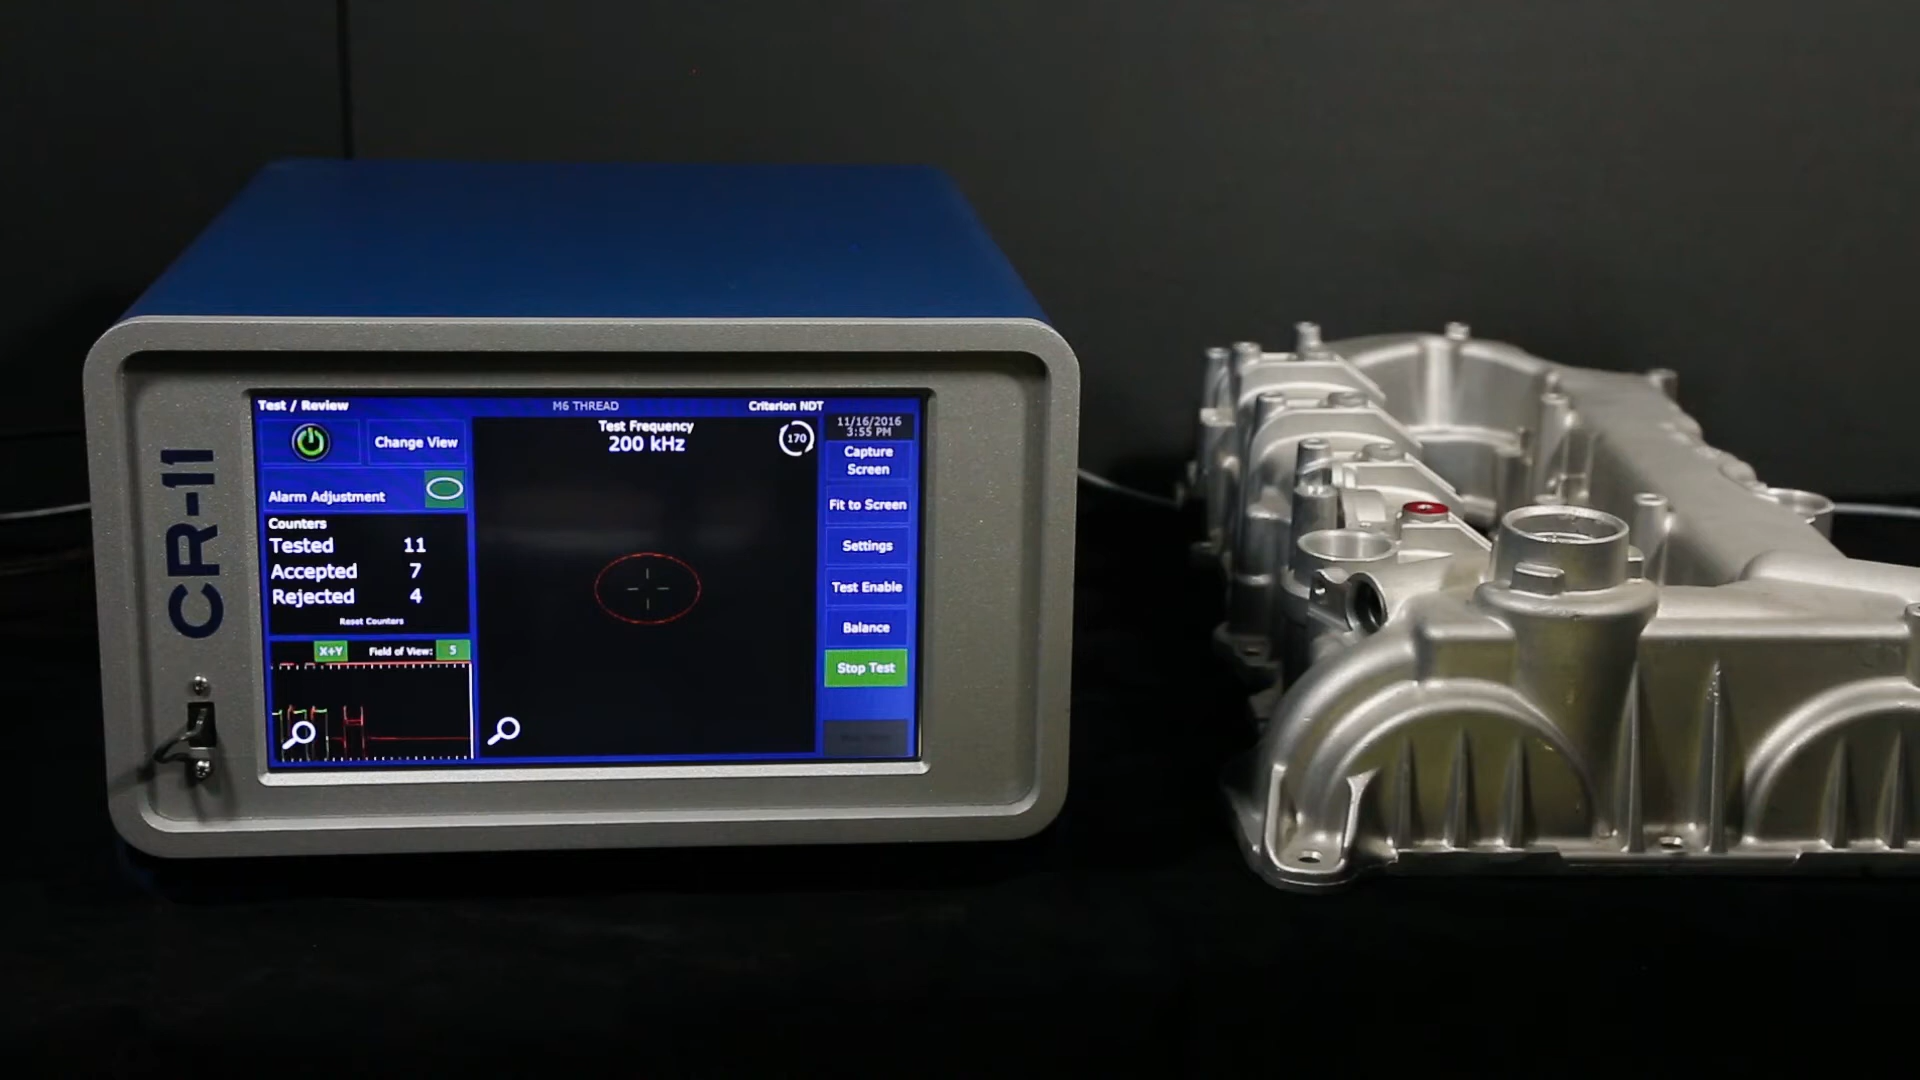 CR-11
Test / Review
M6 THREAD
Criterion NDT
Change View
Alarm Adjustment
Counters
Tested 11
Accepted 7
Rejected 4
Reset Counters
X+Y Field of View: 5
Test Frequency
200 kHz
170
11/16/2016
3:55 PM
Capture
Screen
Fit to Screen
Settings
Test Enable
Balance
Stop Test